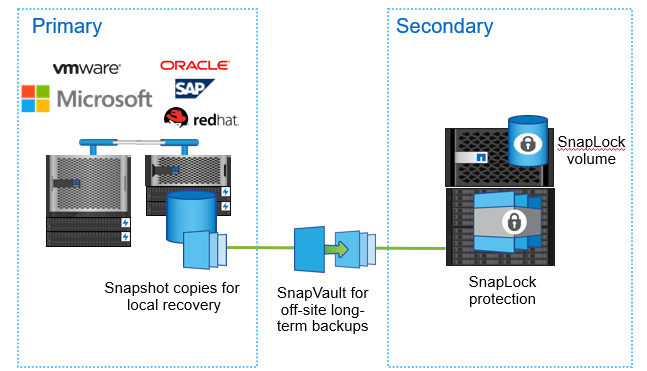 Primary
Secondary
vmware®
ORACLE®
Microsoft
SAP
redhat.
SnapLock
volume
Snapshot copies for
local recovery
SnapVault for
off-site long-
term backups
SnapLock
protection